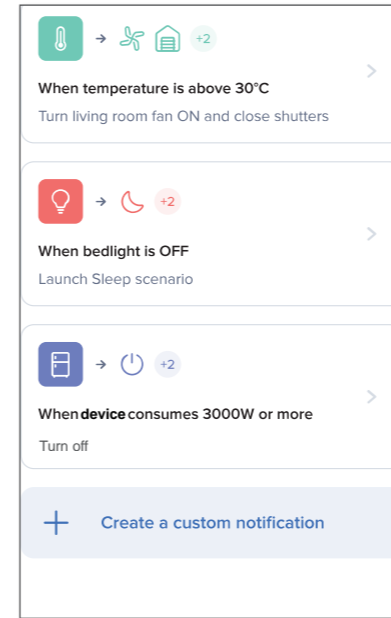 +2
When temperature is above 30°C
Turn living room fan ON and close shutters
+2
When bedlight is OFF
Launch Sleep scenario
+2
When device consumes 3000W or more
Turn off
Create a custom notification